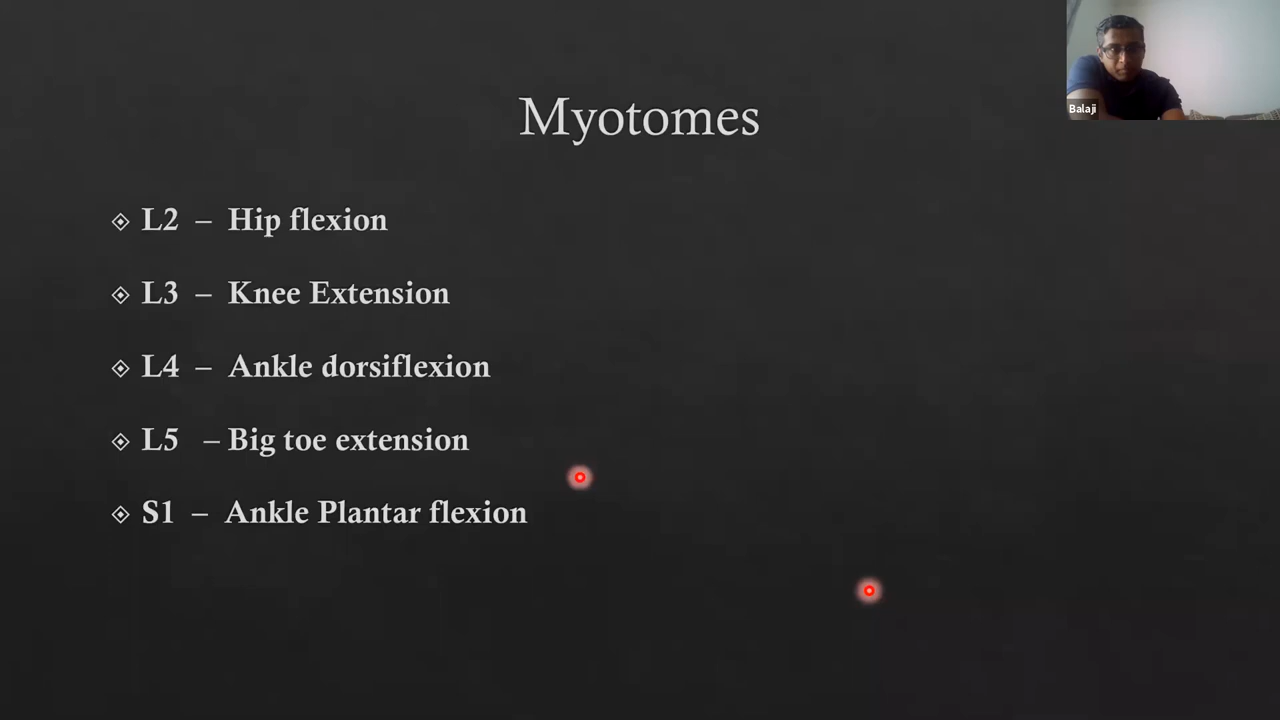 Balaji
Myotomes
L2 – Hip flexion
L3 – Knee Extension
L4 – Ankle dorsiflexion
L5 – Big toe extension
S1 – Ankle Plantar flexion